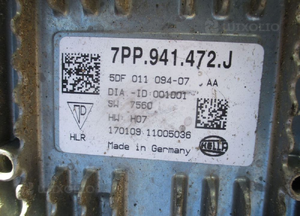 ШТХОЕІО
7PP.941.472.J
5DF 011 094-07 AA
DIA -ID 001001
SW 7560
HW H07
170109 11005036
HLR
Made in Germany
HELLA